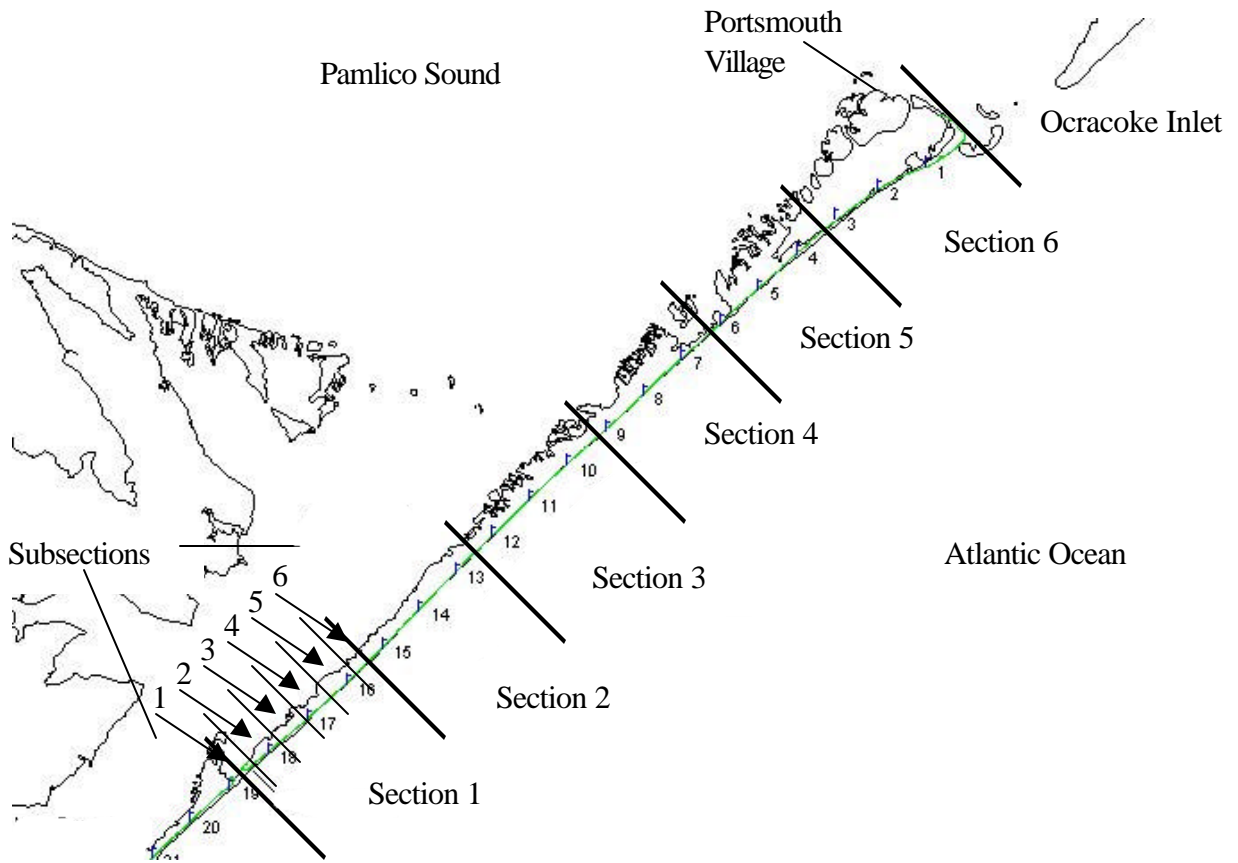 Portsmouth
Village
Pamlico Sound
Ocracoke Inlet
1
2
3
Section 6
4
5
Section 5
6
7
8
Section 4
9
10
11
Atlantic Ocean
12
Section 3
13
Subsections
6
14
5
4
15
3
16
Section 2
2
17
1
18
Section 1
19
20
21